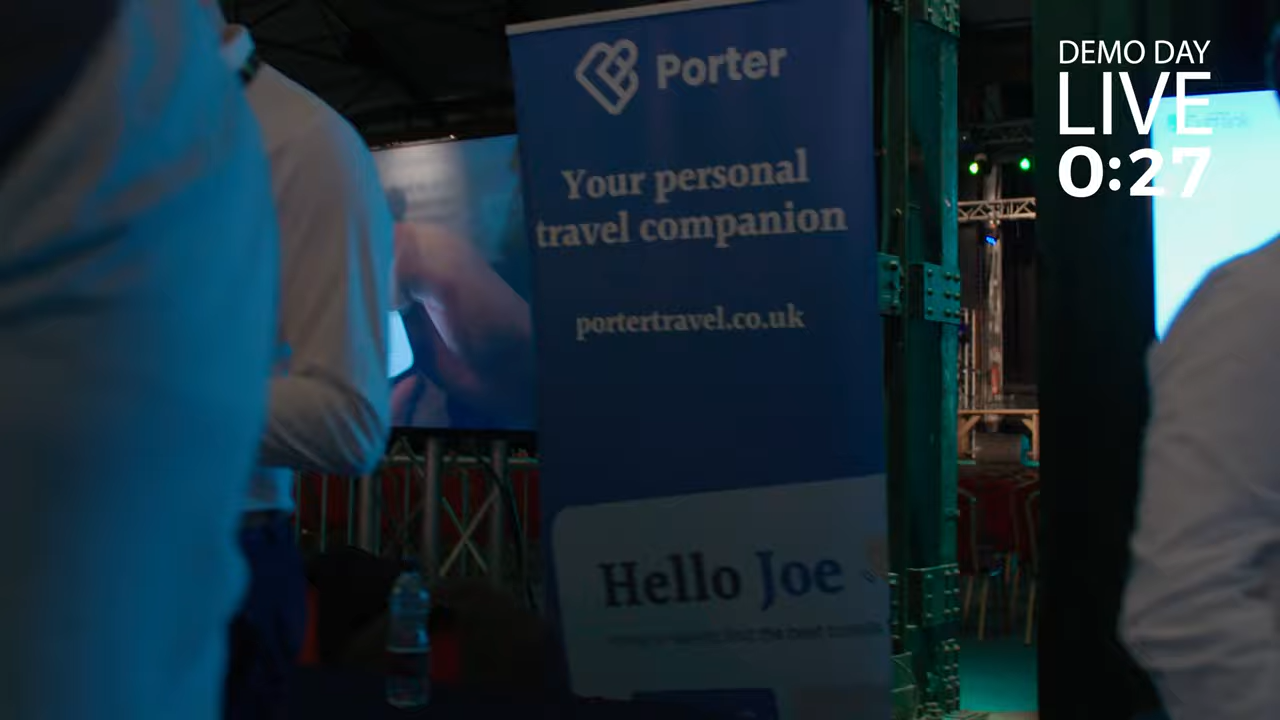 Porter
Your personal
travel companion
portertravel.co.uk
Hello Joe
DEMO DAY
LIVE
0:27